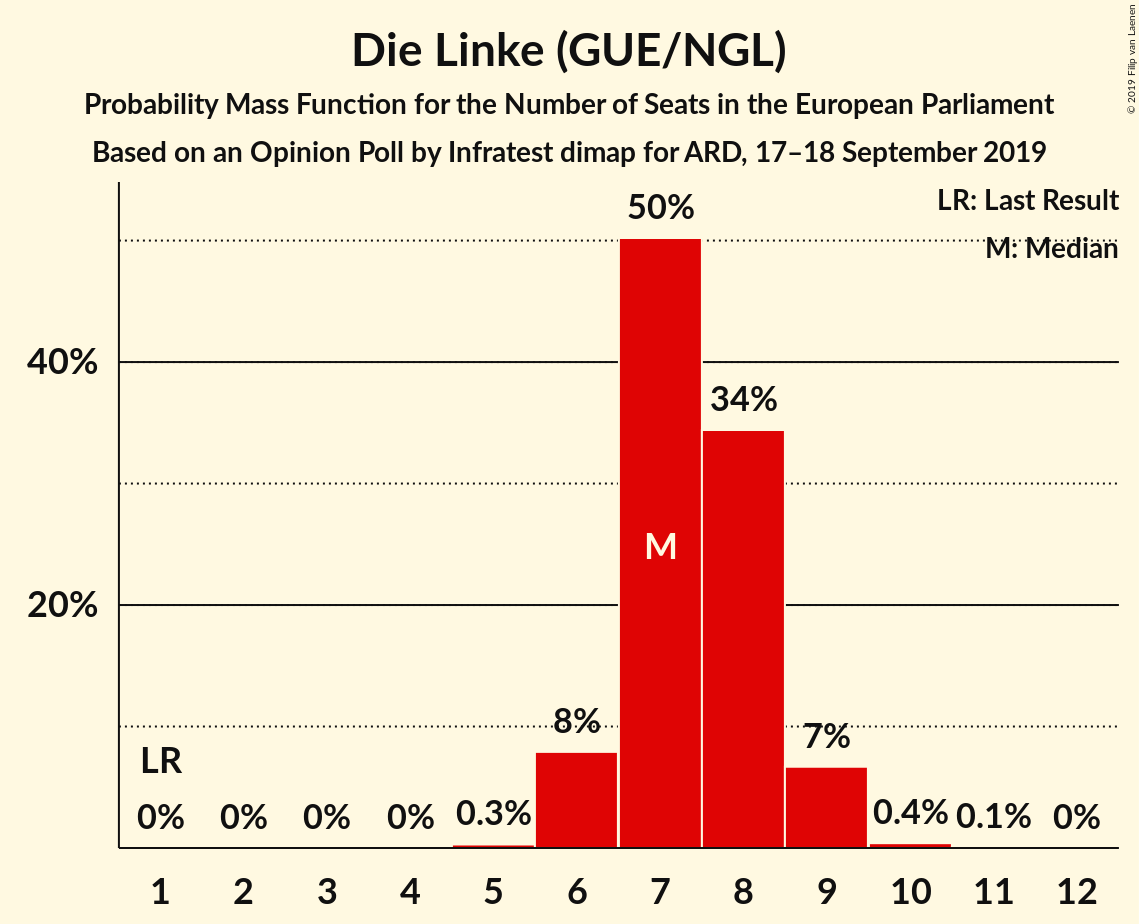 Die Linke (GUE/NGL)
Probability Mass Function for the Number of Seats in the European Parliament
Based on an Opinion Poll by Infratest dimap for ARD, 17–18 September 2019
© 2019 Filip van Laenen
LR: Last Result
M: Median
50%
40%
34%
M
20%
8%
7%
LR
0% 0% 0% 0% 0.3% 0.4% 0.1% 0%
1 2 3 4 5 6 7 8 9 10 11 12